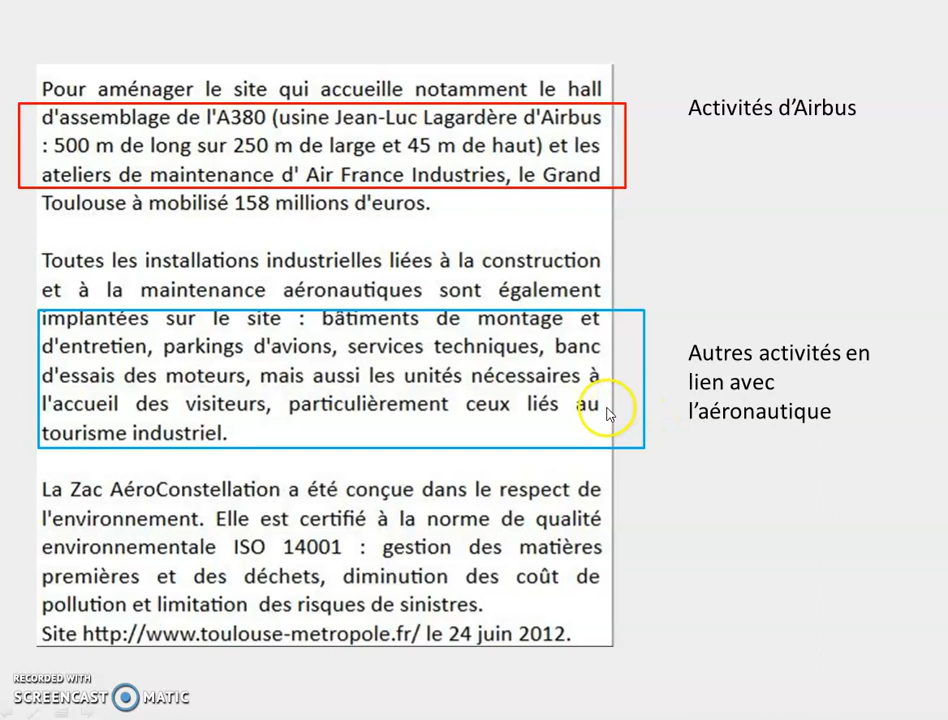 Pour aménager le site qui accueille notamment le hall
d'assemblage de l'A380 (usine Jean-Luc Lagardère d'Airbus
: 500 m de long sur 250 m de large et 45 m de haut) et les
ateliers de maintenance d' Air France Industries, le Grand
Toulouse à mobilisé 158 millions d'euros.
Toutes les installations industrielles liées à la construction
et à la maintenance aéronautiques sont également
implantées sur le site : bâtiments de montage et
d'entretien, parkings d'avions, services techniques, banc
d'essais des moteurs, mais aussi les unités nécessaires à
l'accueil des visiteurs, particulièrement ceux liés au
tourisme industriel.
La Zac AéroConstellation a été conçue dans le respect de
l'environnement. Elle est certifié à la norme de qualité
environnementale ISO 14001 : gestion des matières
premières et des déchets, diminution des coût de
pollution et limitation des risques de sinistres.
Site http://www.toulouse-metropole.fr/ le 24 juin 2012.
Activités d'Airbus
Autres activités en
lien avec
l'aéronautique
RECORDED WITH
SCREENCAST MATIC